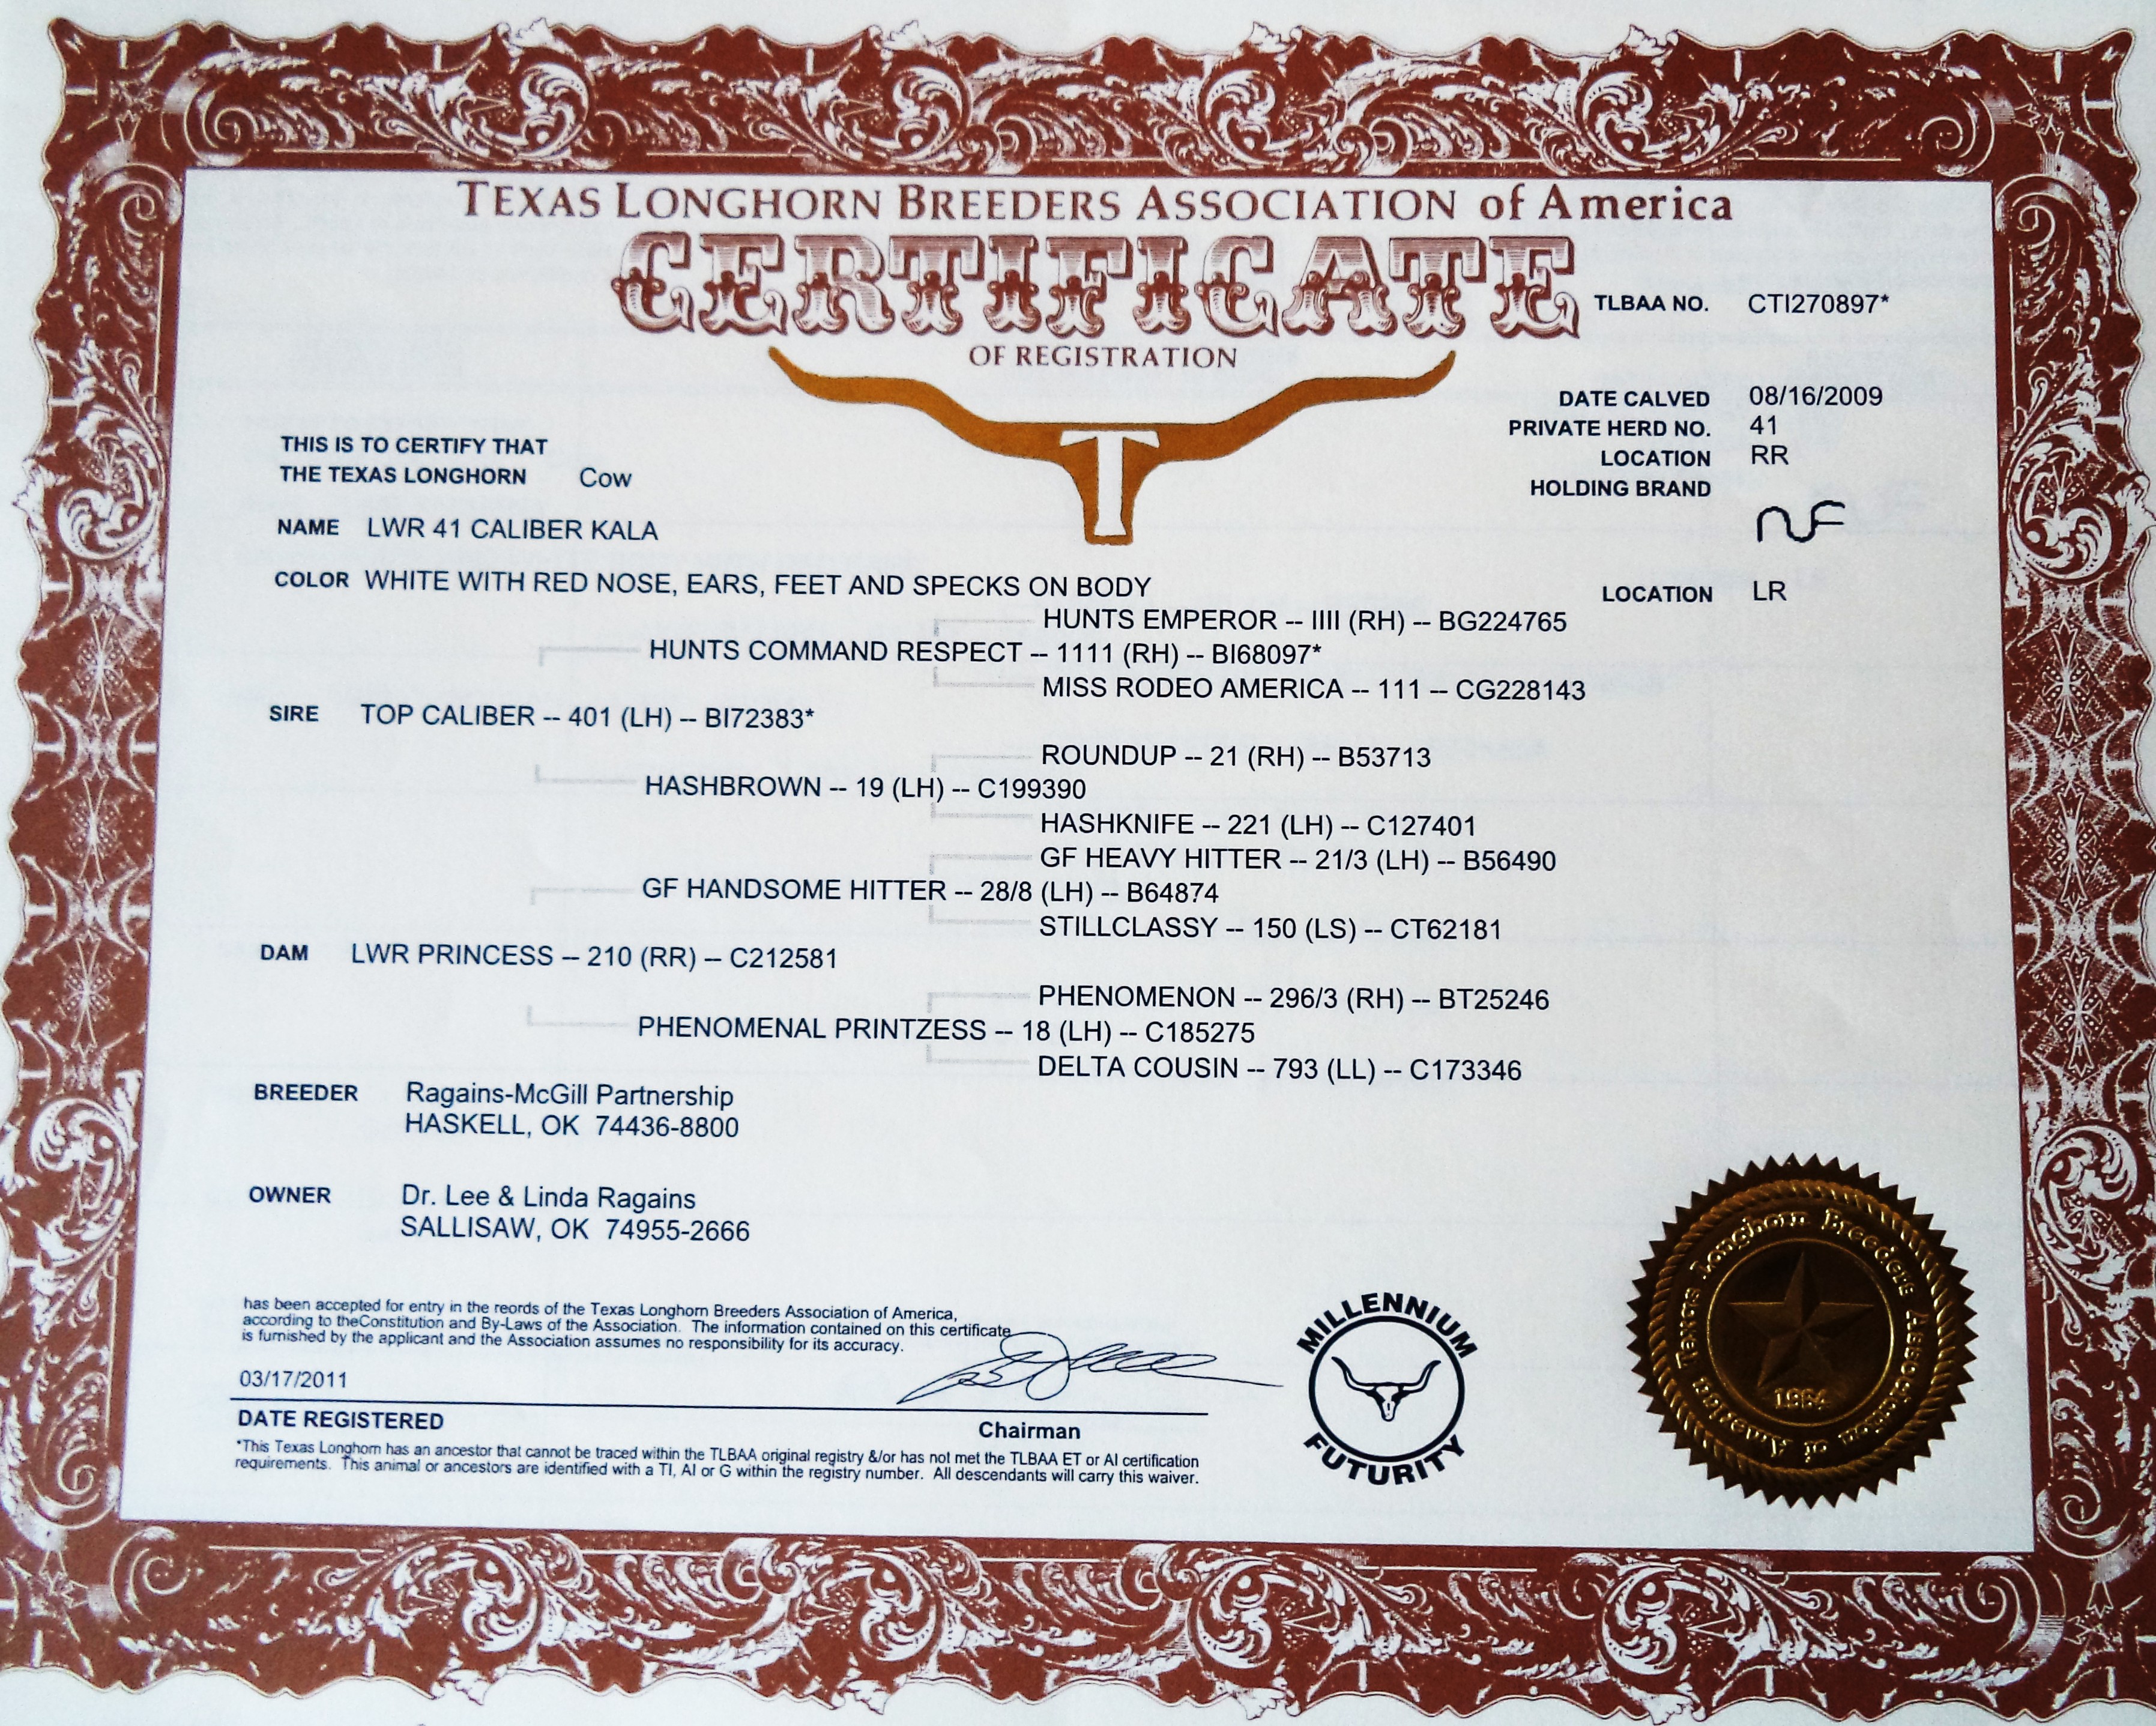 TEXAS LONGHORN BREEDERS ASSOCIATION of America
CERTIFICATE
OF REGISTRATION
TLBAA NO. CTI270897*
DATE CALVED 08/16/2009
PRIVATE HERD NO. 41
LOCATION RR
HOLDING BRAND
THIS IS TO CERTIFY THAT
THE TEXAS LONGHORN Cow
T
NAME LWR 41 CALIBER KALA
COLOR WHITE WITH RED NOSE, EARS, FEET AND SPECKS ON BODY
LOCATION LR
HUNTS EMPEROR -- IIII (RH) -- BG224765
HUNTS COMMAND RESPECT -- 1111 (RH) -- BI68097*
MISS RODEO AMERICA -- 111 -- CG228143
SIRE TOP CALIBER -- 401 (LH) -- BI72383*
ROUNDUP -- 21 (RH) -- B53713
HASHBROWN -- 19 (LH) -- C199390
HASHKNIFE -- 221 (LH) -- C127401
GF HEAVY HITTER -- 21/3 (LH) -- B56490
GF HANDSOME HITTER -- 28/8 (LH) -- B64874
STILLCLASSY -- 150 (LS) -- CT62181
DAM LWR PRINCESS -- 210 (RR) -- C212581
PHENOMENON -- 296/3 (RH) -- BT25246
PHENOMENAL PRINTZESS -- 18 (LH) -- C185275
DELTA COUSIN -- 793 (LL) -- C173346
BREEDER Ragains-McGill Partnership
HASKELL, OK 74436-8800
OWNER Dr. Lee & Linda Ragains
SALLISAW, OK 74955-2666
has been accepted for entry in the reords of the Texas Longhorn Breeders Association of America,
according to theConstitution and By-Laws of the Association. The information contained on this certificate
is furnished by the applicant and the Association assumes no responsibility for its accuracy.
03/17/2011
DATE REGISTERED
Chairman
*This Texas Longhorn has an ancestor that cannot be traced within the TLBAA original registry &/or has not met the TLBAA ET or AI certification
requirements. This animal or ancestors are identified with a TI, AI or G within the registry number. All descendants will carry this waiver.
MILLENNIUM
FUTURITY
Texas Longhorn Breeders Association of America
1964